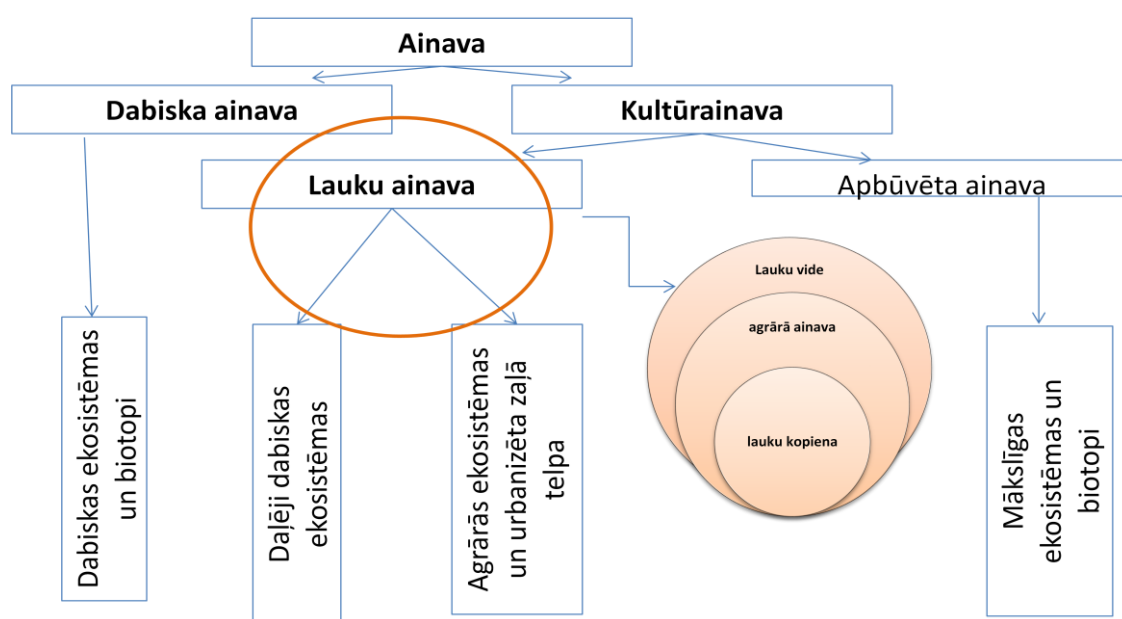 Ainava
Dabiska ainava
Kultūrainava
Lauku ainava
Apbūvēta ainava
Lauku vide
agrārā ainava
lauku kopiena
Dabiskas ekosistēmas
un biotopi
Daļēji dabiskas
ekosistēmas
Agrārās ekosistēmas
un urbanizēta zaļā
telpa
Mākslīgas
ekosistēmas un
biotopi